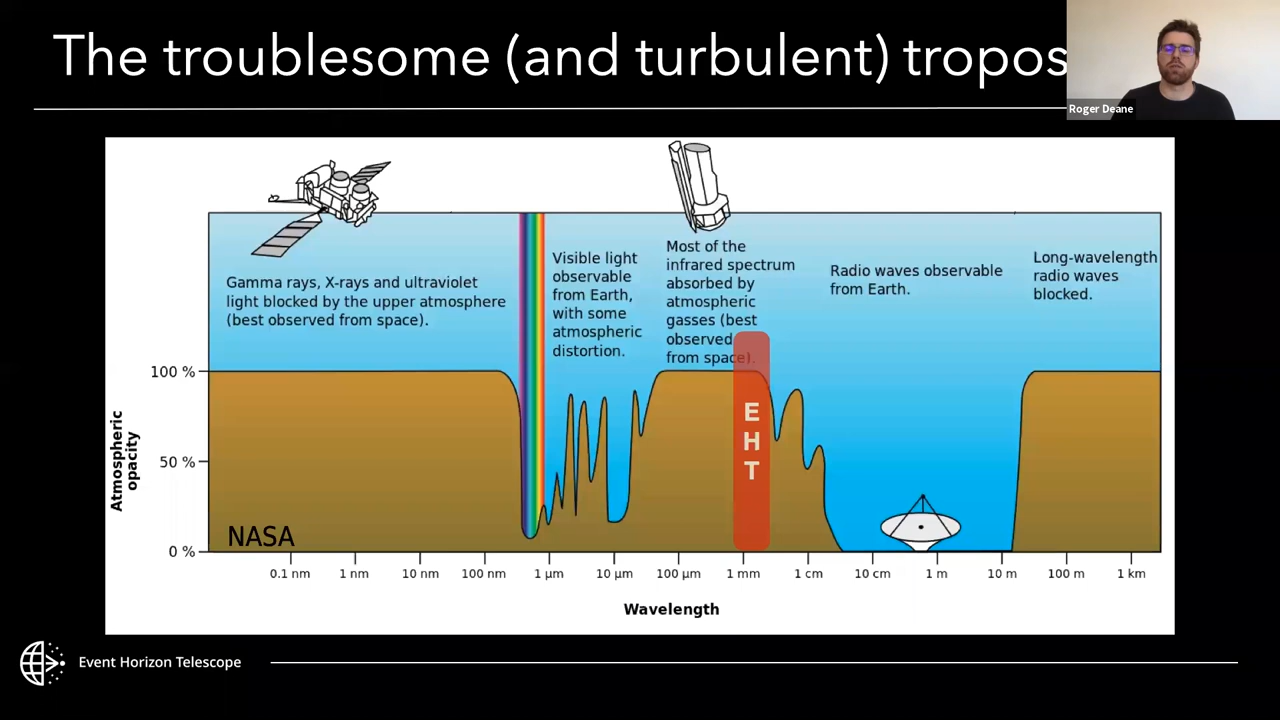 The troublesome (and turbulent) tropos
Roger Deane
Gamma rays, X-rays and ultraviolet
light blocked by the upper atmosphere
(best observed from space).
Visible light
observable
from Earth,
with some
atmospheric
distortion.
Most of the
infrared spectrum
absorbed by
atmospheric
gasses (best
observed
from space).
Radio waves observable
from Earth.
Long-wavelength
radio waves
blocked.
100 %
50 %
0 %
Atmospheric
opacity
E
H
T
NASA
0.1 nm
1 nm
10 nm
100 nm
1 μm
10 μm
100 μm
1 mm
1 cm
10 cm
1 m
10 m
100 m
1 km
Wavelength
Event Horizon Telescope